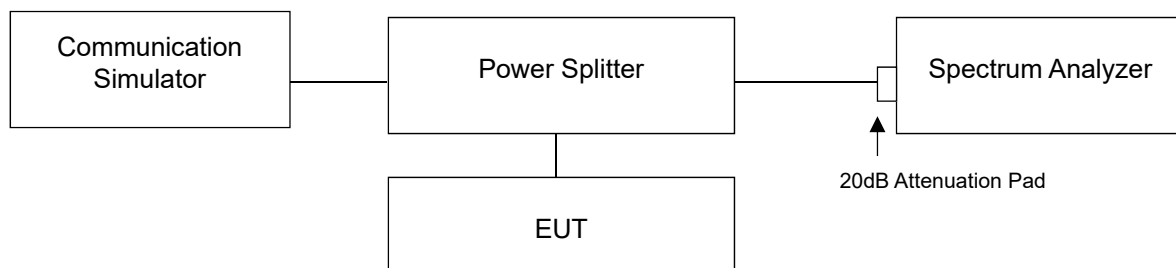 Communication
Simulator
Power Splitter
Spectrum Analyzer
20dB Attenuation Pad
EUT